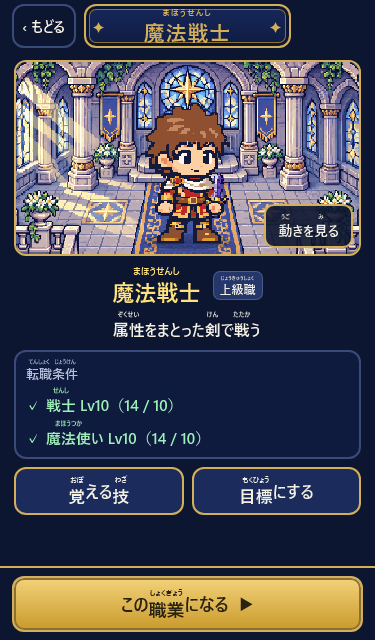 ‹ もどる
まほうせんし
魔法戦士
うご み
動きを見る
まほうせんし
魔法戦士
じょうきゅうしょく
上級職
ぞくせい けん たたか
属性をまとった剣で戦う
てんしょく じょうけん
転職条件
せんし
✓ 戦士 Lv10（14 / 10）
まほうつか
✓ 魔法使い Lv10（14 / 10）
おぼ わざ
覚える技
もくひょう
目標にする
しょくぎょう
この職業になる ▶